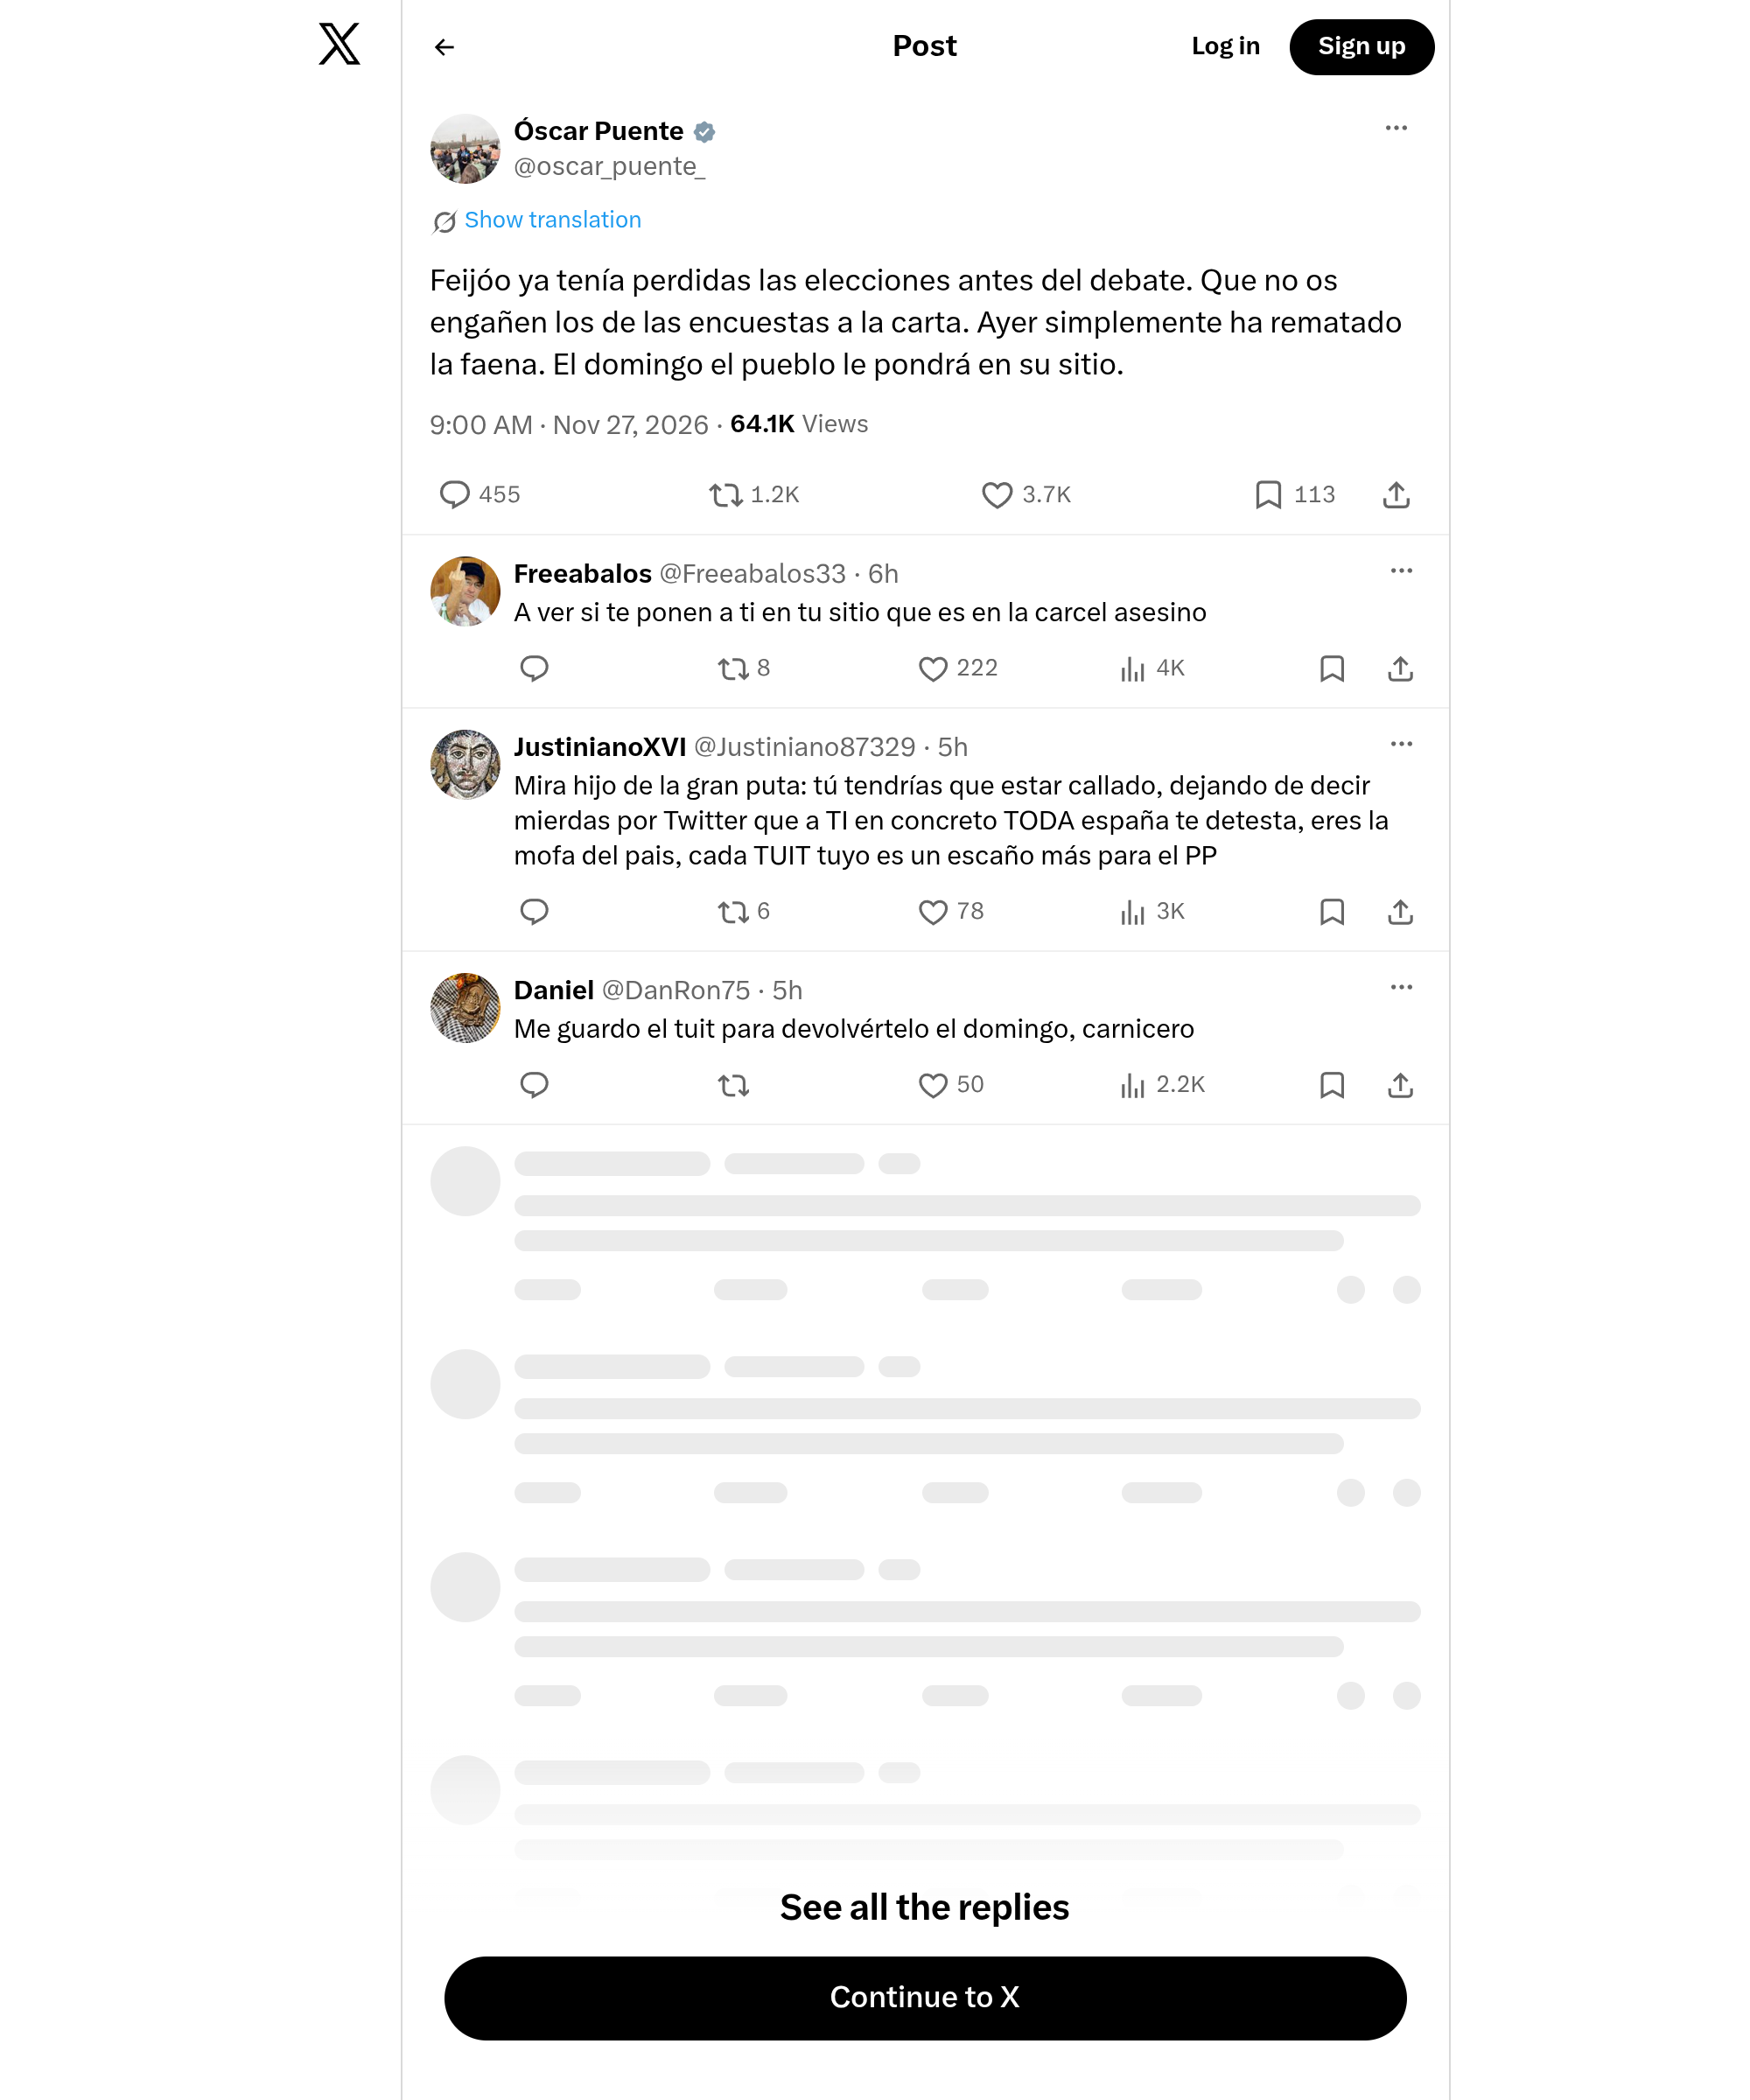 Post
Log in
Sign up
Óscar Puente
@oscar_puente_
Show translation
Feijóo ya tenía perdidas las elecciones antes del debate. Que no os
engañen los de las encuestas a la carta. Ayer simplemente ha rematado
la faena. El domingo el pueblo le pondrá en su sitio.
9:00 AM · Nov 27, 2026 · 64.1K Views
455 1.2K 3.7K 113
Freeabalos @Freeabalos33 · 6h
A ver si te ponen a ti en tu sitio que es en la carcel asesino
8 222 4K
JustinianoXVI @Justiniano87329 · 5h
Mira hijo de la gran puta: tú tendrías que estar callado, dejando de decir
mierdas por Twitter que a TI en concreto TODA españa te detesta, eres la
mofa del pais, cada TUIT tuyo es un escaño más para el PP
6 78 3K
Daniel @DanRon75 · 5h
Me guardo el tuit para devolvértelo el domingo, carnicero
50 2.2K
See all the replies
Continue to X